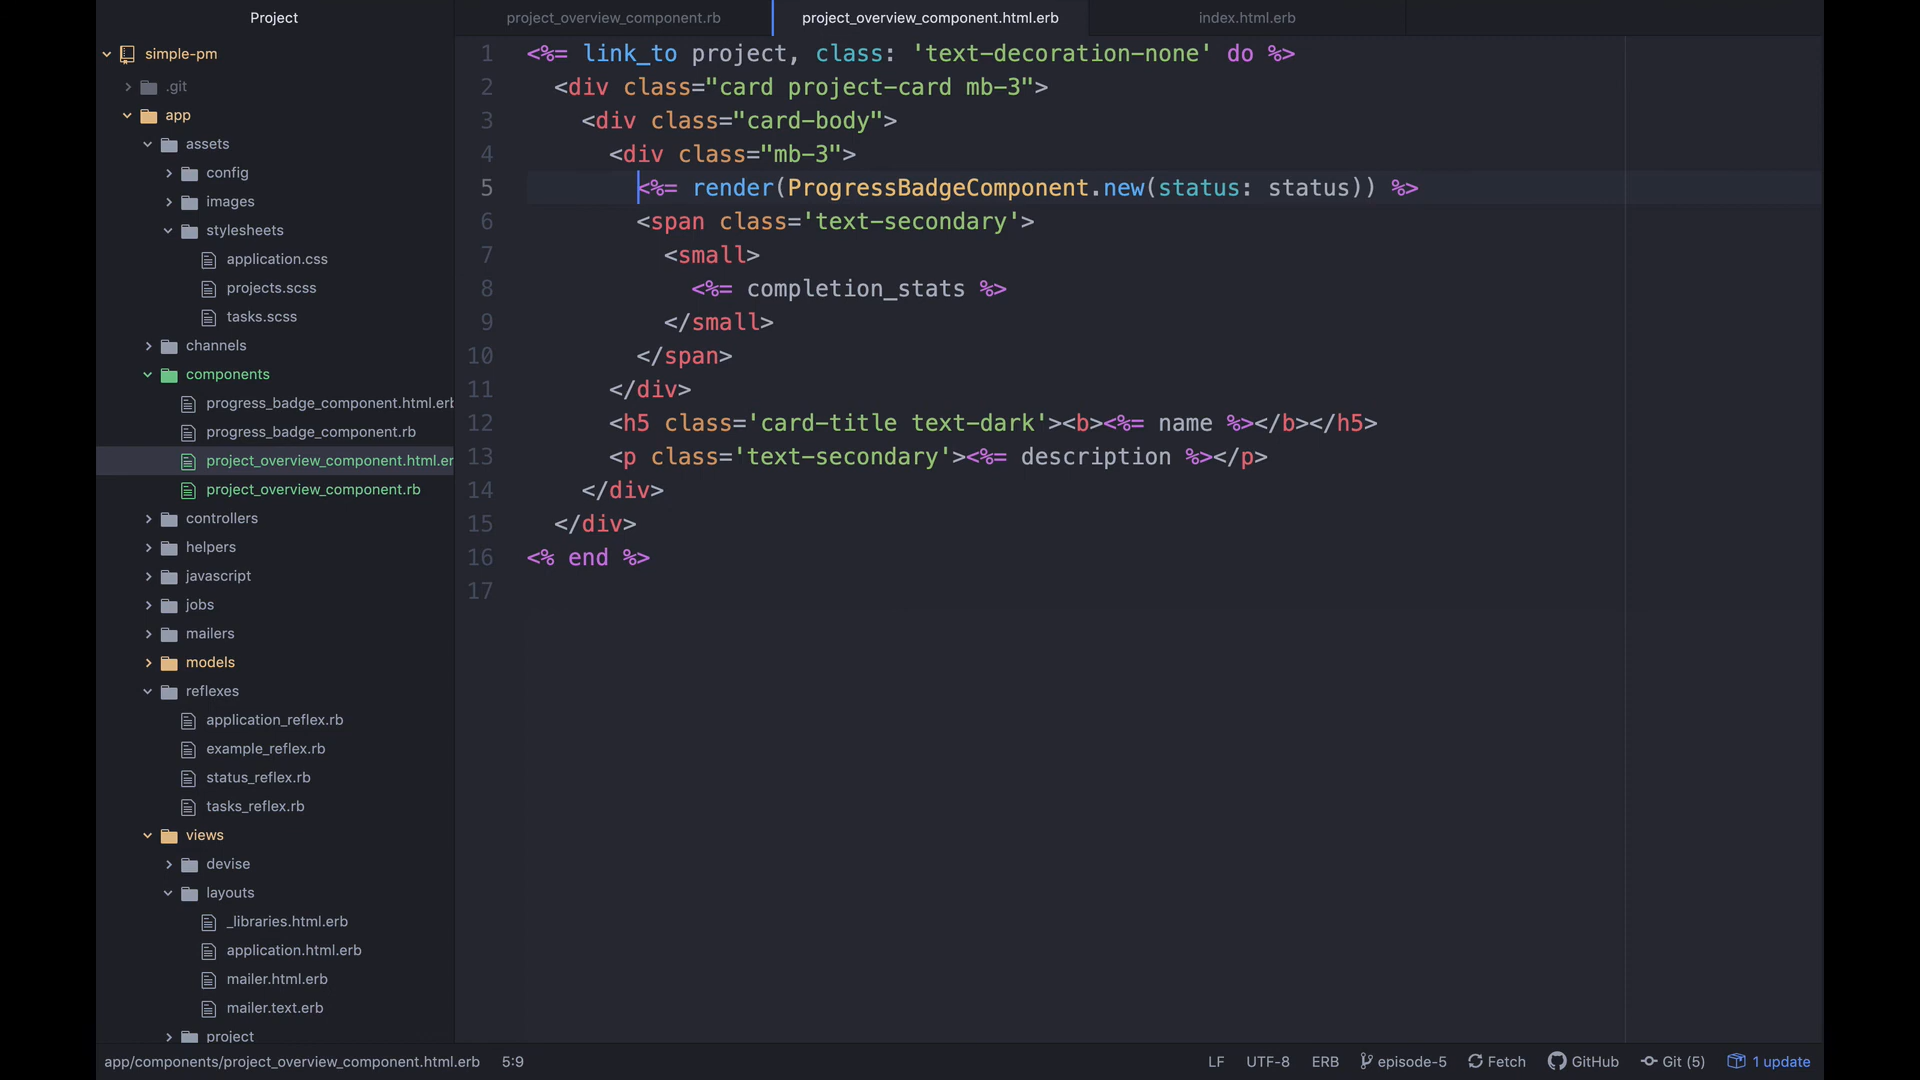 Project
project_overview_component.rb
project_overview_component.html.erb
index.html.erb
simple-pm
.git
app
assets
config
images
stylesheets
application.css
projects.scss
tasks.scss
channels
components
progress_badge_component.html.erb
progress_badge_component.rb
project_overview_component.html.er
project_overview_component.rb
controllers
helpers
javascript
jobs
mailers
models
reflexes
application_reflex.rb
example_reflex.rb
status_reflex.rb
tasks_reflex.rb
views
devise
layouts
_libraries.html.erb
application.html.erb
mailer.html.erb
mailer.text.erb
project
1 <%= link_to project, class: 'text-decoration-none' do %>
2 <div class="card project-card mb-3">
3 <div class="card-body">
4 <div class="mb-3">
5 <%= render(ProgressBadgeComponent.new(status: status)) %>
6 <span class='text-secondary'>
7 <small>
8 <%= completion_stats %>
9 </small>
10 </span>
11 </div>
12 <h5 class='card-title text-dark'><b><%= name %></b></h5>
13 <p class='text-secondary'><%= description %></p>
14 </div>
15 </div>
16 <% end %>
17
app/components/project_overview_component.html.erb 5:9 LF UTF-8 ERB episode-5 Fetch GitHub Git (5) 1 update